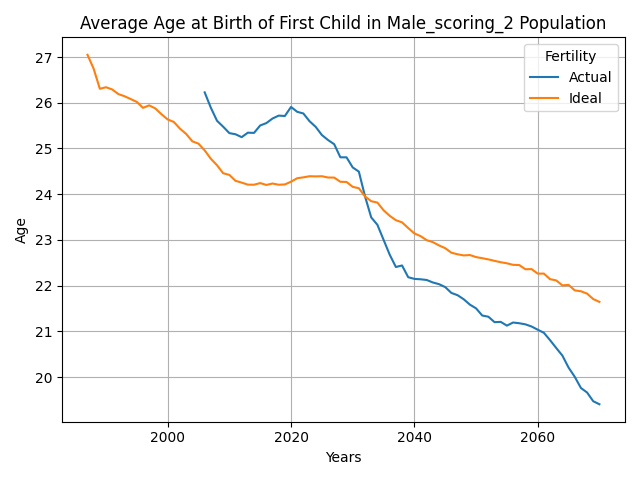 Average Age at Birth of First Child in Male_scoring_2 Population
Fertility
Actual
Ideal
Age
27
26
25
24
23
22
21
20
2000
2020
2040
2060
Years